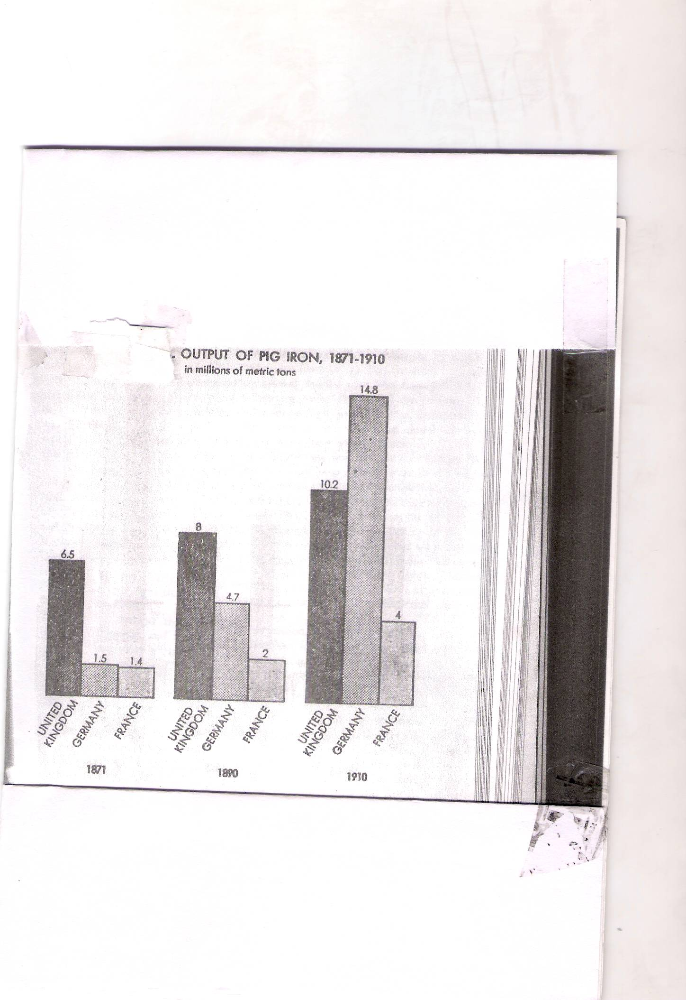 . OUTPUT OF PIG IRON, 1871-1910
in millions of metric tons
14.8
10.2
8
6.5
4.7
4
2
1.5
1.4
UNITED
KINGDOM
GERMANY
FRANCE
UNITED
KINGDOM
GERMANY
FRANCE
UNITED
KINGDOM
GERMANY
FRANCE
1871
1890
1910